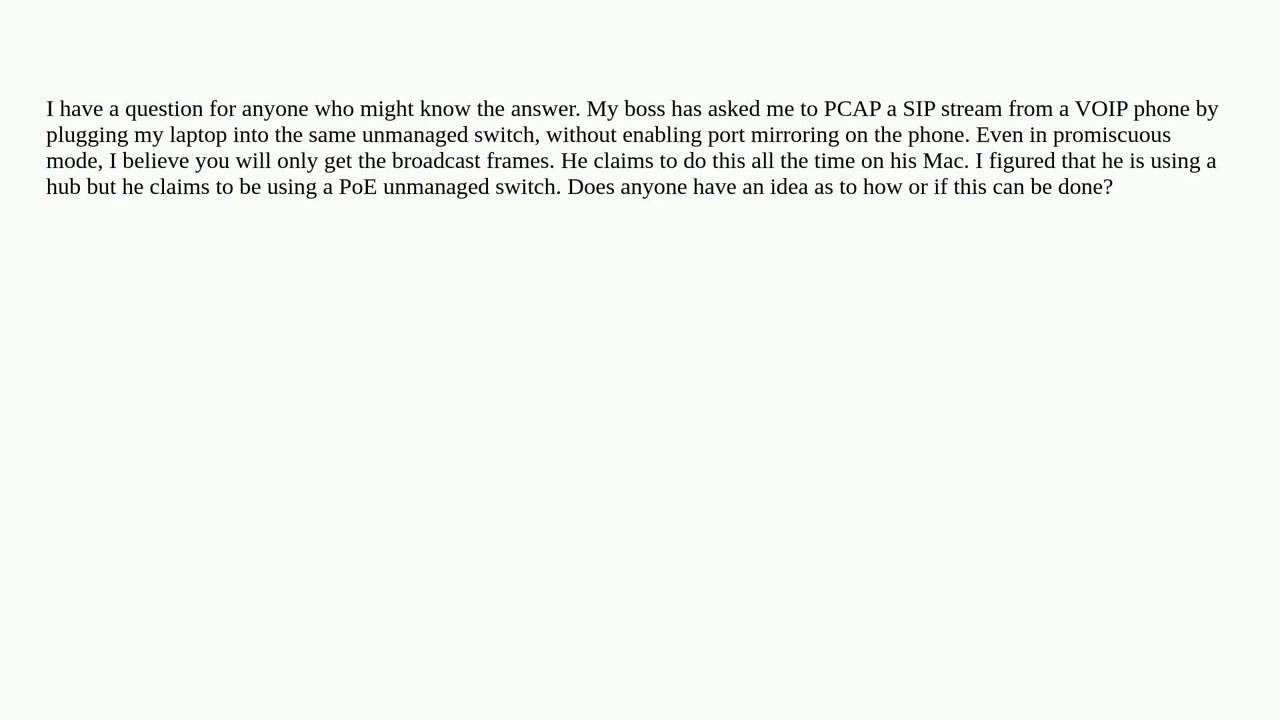 I have a question for anyone who might know the answer. My boss has asked me to PCAP a SIP stream from a VOIP phone by
plugging my laptop into the same unmanaged switch, without enabling port mirroring on the phone. Even in promiscuous
mode, I believe you will only get the broadcast frames. He claims to do this all the time on his Mac. I figured that he is using a
hub but he claims to be using a PoE unmanaged switch. Does anyone have an idea as to how or if this can be done?